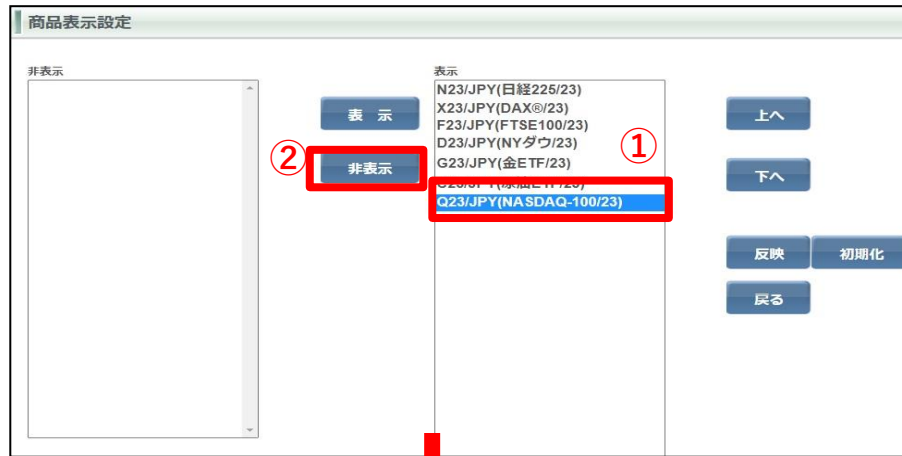 商品表示設定
非表示
表示
表 示
②
非表示
N23/JPY(日経225/23)
X23/JPY(DAX®/23)
F23/JPY(FTSE100/23)
D23/JPY(NYダウ/23)
①
G23/JPY(金ETF/23)
Q23/JPY(NASDAQ-100/23)
上へ
下へ
反映
初期化
戻る